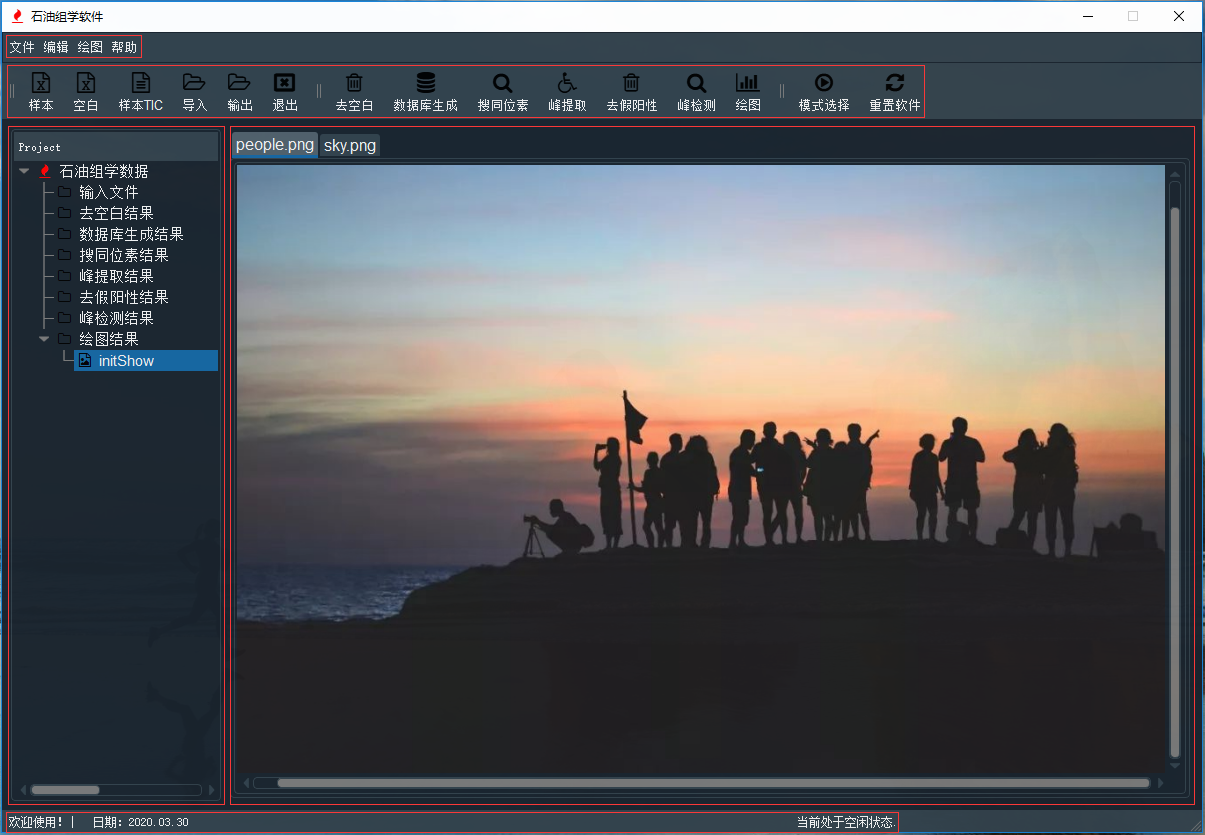 石油组学软件
文件 编辑 绘图 帮助
样本 空白 样本TIC 导入 输出 退出 去空白 数据库生成 搜同位素 峰提取 去假阳性 峰检测 绘图 模式选择 重置软件
Project
石油组学数据
输入文件
去空白结果
数据库生成结果
搜同位素结果
峰提取结果
去假阳性结果
峰检测结果
绘图结果
initShow
people.png sky.png
欢迎使用！| 日期：2020.03.30 当前处于空闲状态.